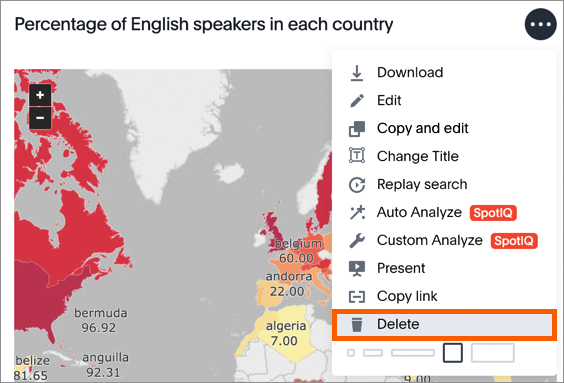 Percentage of English speakers in each country
Download
Edit
Copy and edit
Change Title
Replay search
Auto Analyze SpotIQ
Custom Analyze SpotIQ
Present
Copy link
Delete
+
−
belgium
60.00
andorra
22.00
bermuda
96.92
algeria
7.00
belize
81.65
anguilla
92.31
9.00